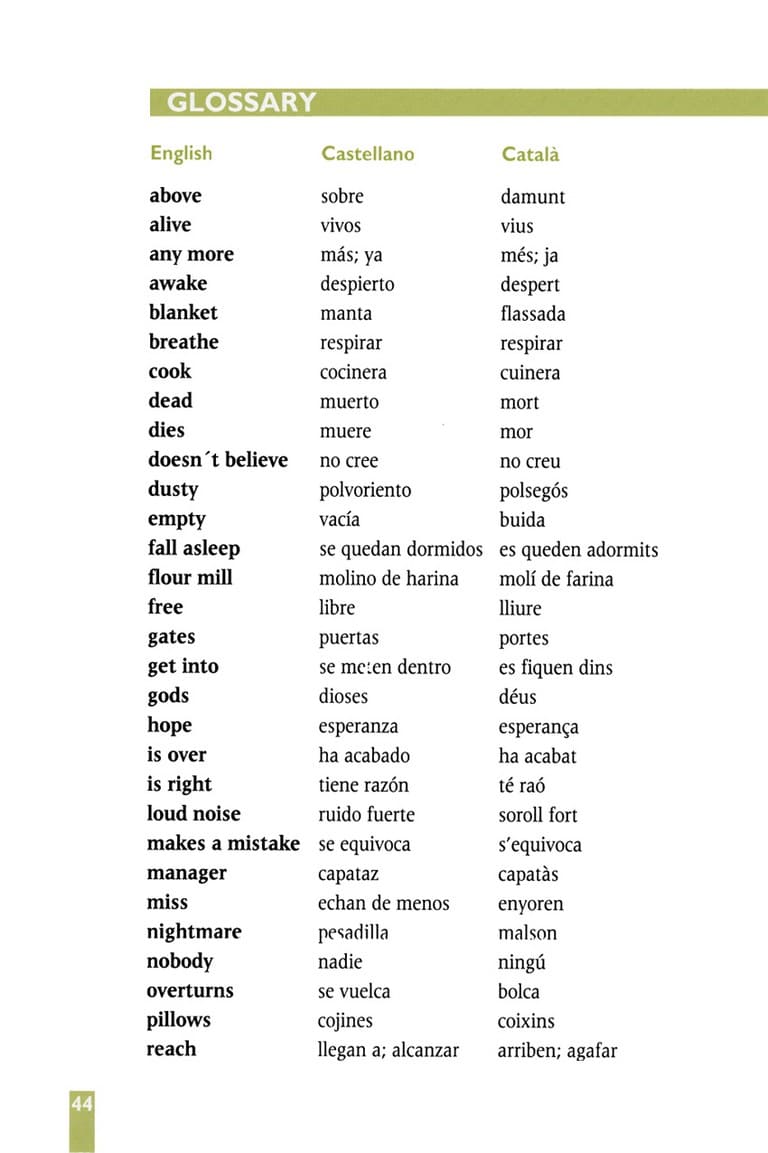 GLOSSARY
English Castellano Català
above sobre damunt
alive vivos vius
any more más; ya més; ja
awake despierto despert
blanket manta flassada
breathe respirar respirar
cook cocinera cuinera
dead muerto mort
dies muere mor
doesn´t believe no cree no creu
dusty polvoriento polsegós
empty vacía buida
fall asleep se quedan dormidos es queden adormits
flour mill molino de harina molí de farina
free libre lliure
gates puertas portes
get into se meten dentro es fiquen dins
gods dioses déus
hope esperanza esperança
is over ha acabado ha acabat
is right tiene razón té raó
loud noise ruido fuerte soroll fort
makes a mistake se equivoca s'equivoca
manager capataz capatàs
miss echan de menos enyoren
nightmare pesadilla malson
nobody nadie ningú
overturns se vuelca bolca
pillows cojines coixins
reach llegan a; alcanzar arriben; agafar
44